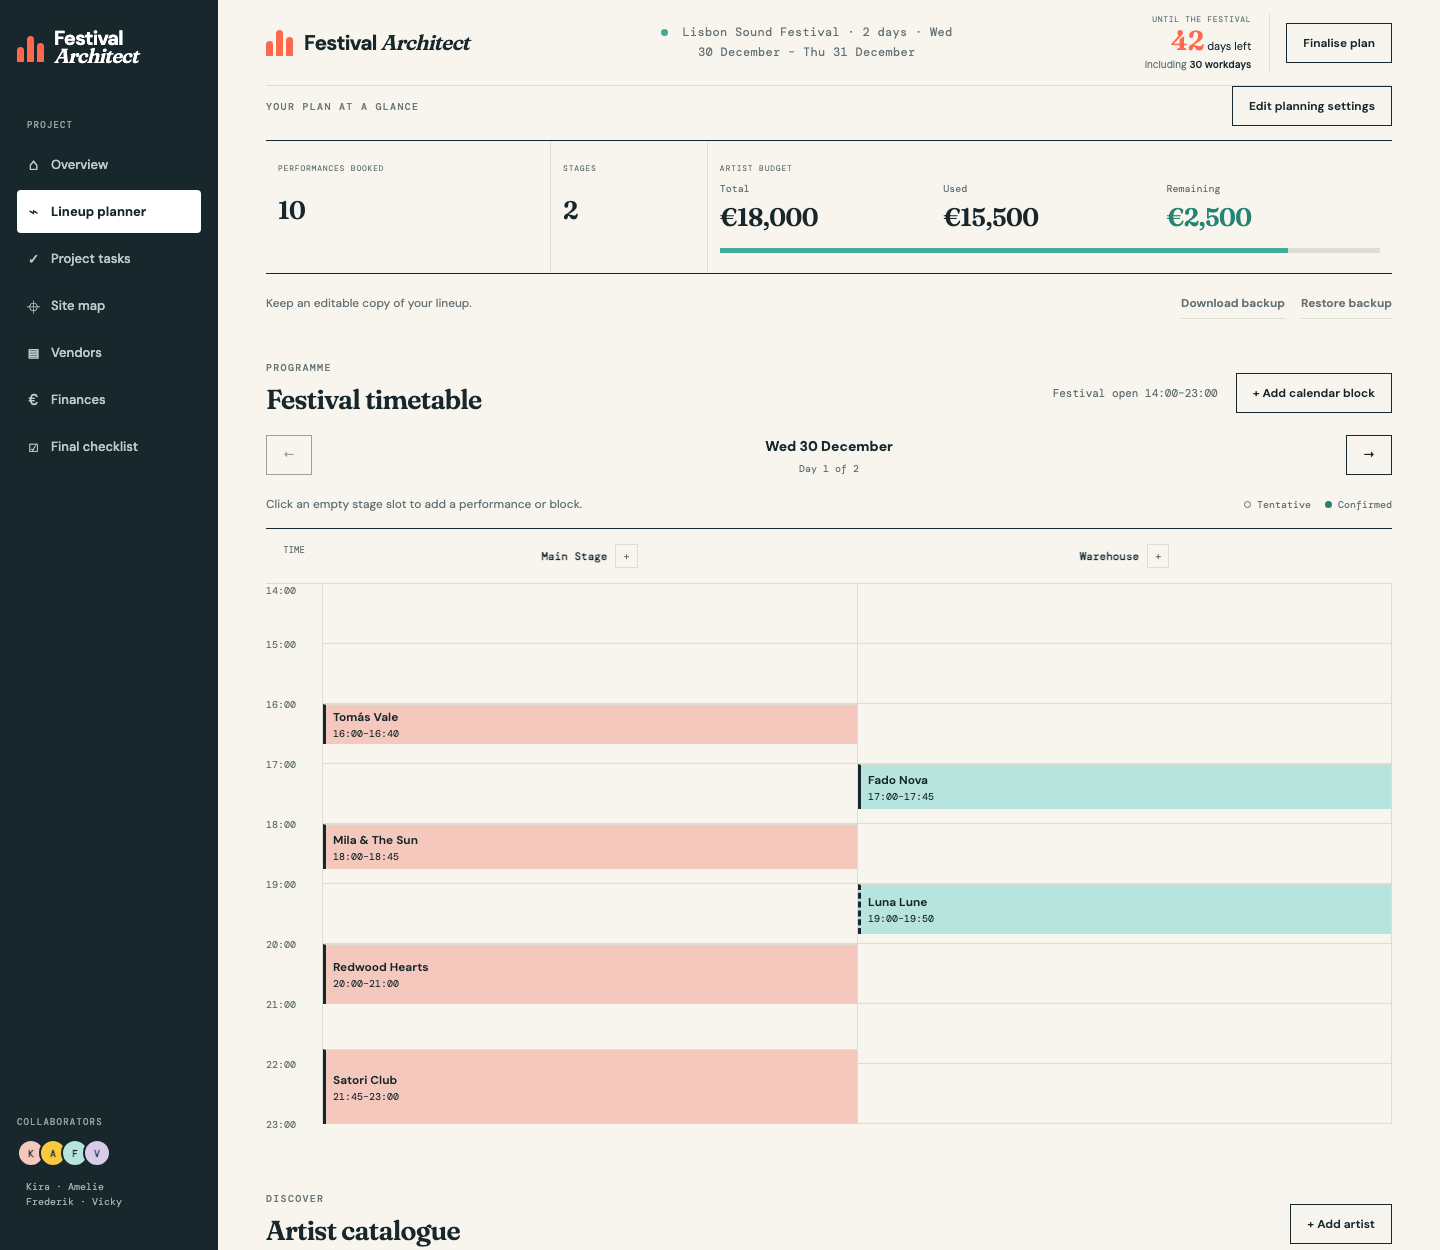 Festival
Architect
PROJECT
Overview
Lineup planner
Project tasks
Site map
Vendors
€ Finances
Final checklist
COLLABORATORS
K A F V
Kira · Amelie
Frederik · Vicky
Festival Architect
Lisbon Sound Festival · 2 days · Wed
30 December – Thu 31 December
UNTIL THE FESTIVAL
42 days left
including 30 workdays
Finalise plan
YOUR PLAN AT A GLANCE
Edit planning settings
PERFORMANCES BOOKED
10
STAGES
2
ARTIST BUDGET
Total
€18,000
Used
€15,500
Remaining
€2,500
Keep an editable copy of your lineup.
Download backup
Restore backup
PROGRAMME
Festival timetable
Festival open 14:00–23:00
+ Add calendar block
←
Wed 30 December
Day 1 of 2
→
Click an empty stage slot to add a performance or block.
Tentative
Confirmed
TIME
Main Stage +
Warehouse +
14:00
15:00
16:00
Tomás Vale
16:00–16:40
17:00
Fado Nova
17:00–17:45
18:00
Mila & The Sun
18:00–18:45
19:00
Luna Lune
19:00–19:50
20:00
Redwood Hearts
20:00–21:00
21:00
22:00
Satori Club
21:45–23:00
23:00
DISCOVER
Artist catalogue
+ Add artist